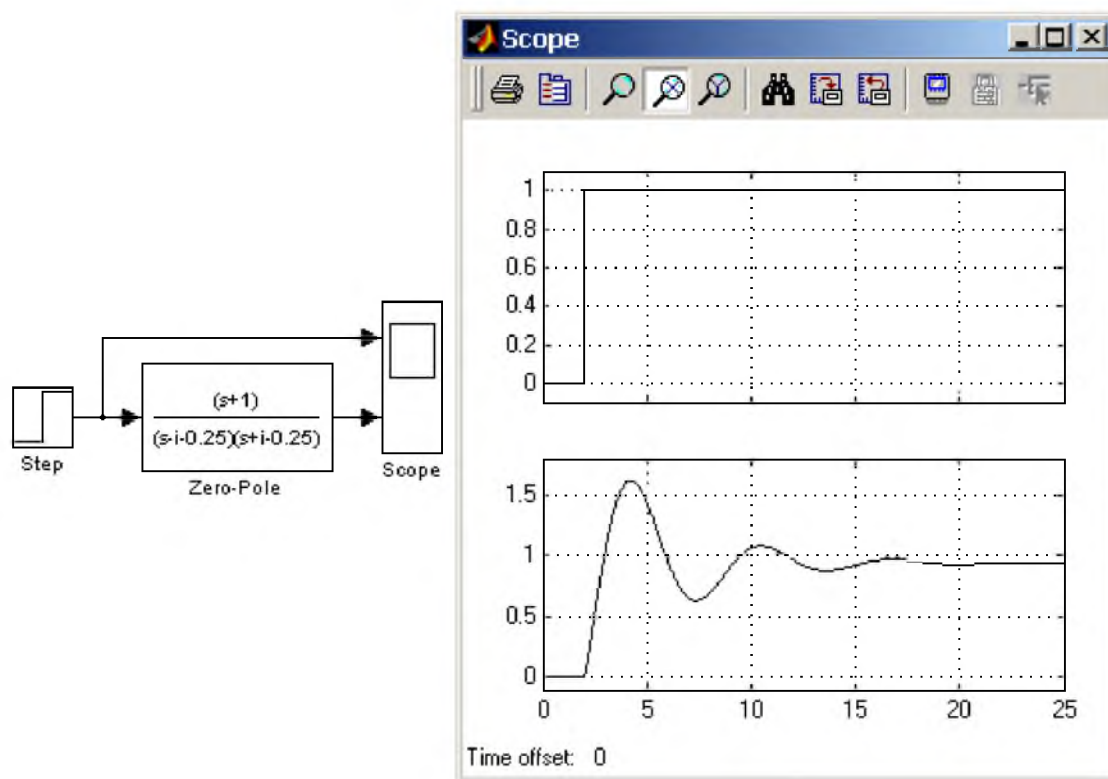 Scope
1
0.8
0.6
0.4
0.2
0
(s+1)
(s-i-0.25)(s+i-0.25)
Step
Zero-Pole
Scope
1.5
1
0.5
0
0 5 10 15 20 25
Time offset: 0